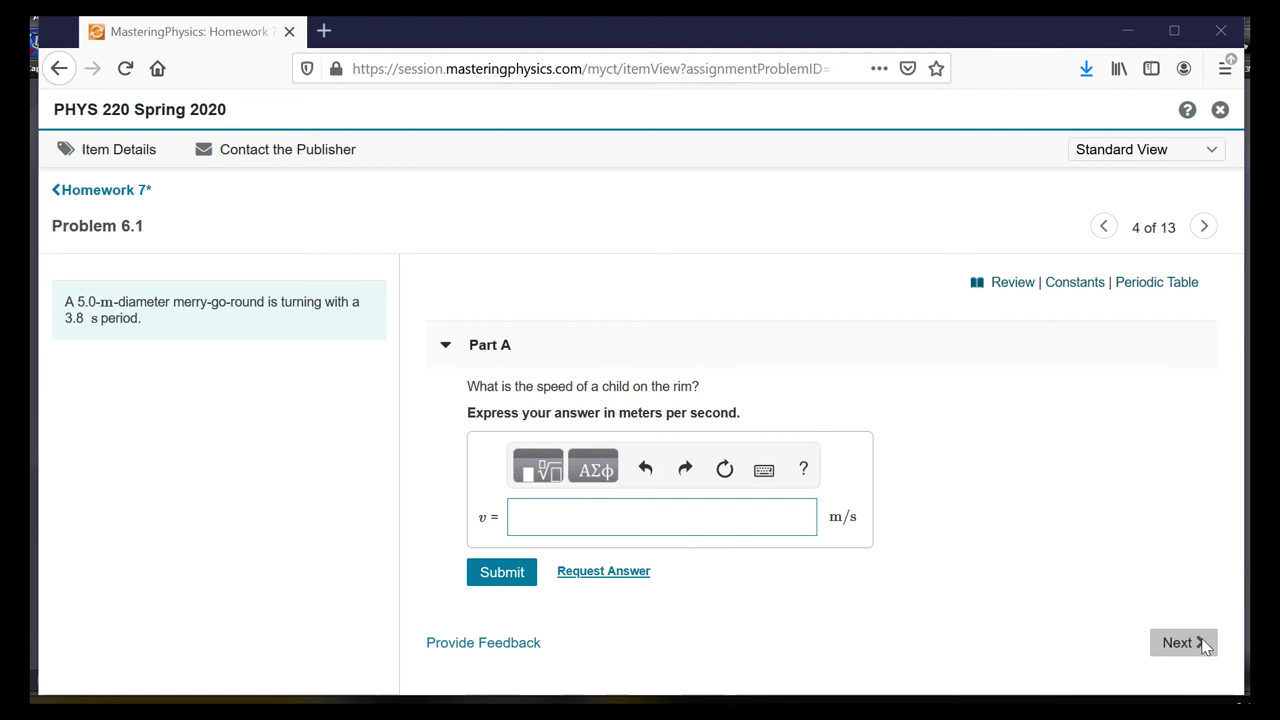 MasteringPhysics: Homework 7
https://session.masteringphysics.com/myct/itemView?assignmentProblemID=
PHYS 220 Spring 2020
Item Details
Contact the Publisher
Standard View
Homework 7*
Problem 6.1
4 of 13
A 5.0-m-diameter merry-go-round is turning with a
3.8 s period.
Review | Constants | Periodic Table
Part A
What is the speed of a child on the rim?
Express your answer in meters per second.
ΑΣϕ
?
v =
m/s
Submit
Request Answer
Provide Feedback
Next